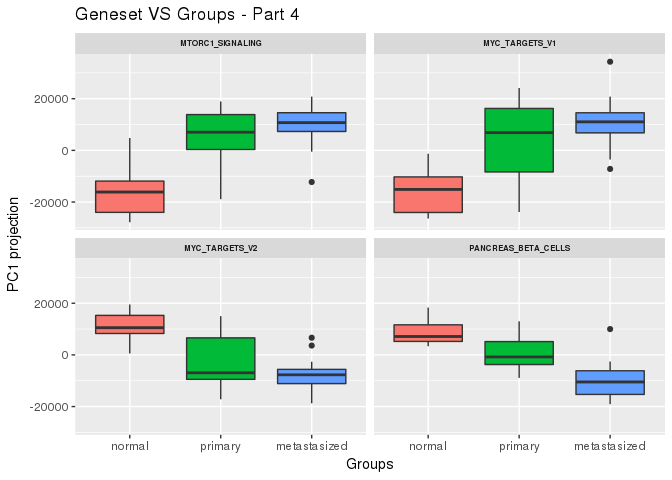 Geneset VS Groups - Part 4
MTORC1_SIGNALING
MYC_TARGETS_V1
20000
0
-20000
MYC_TARGETS_V2
PANCREAS_BETA_CELLS
20000
0
-20000
PC1 projection
normal primary metastasized
normal primary metastasized
Groups